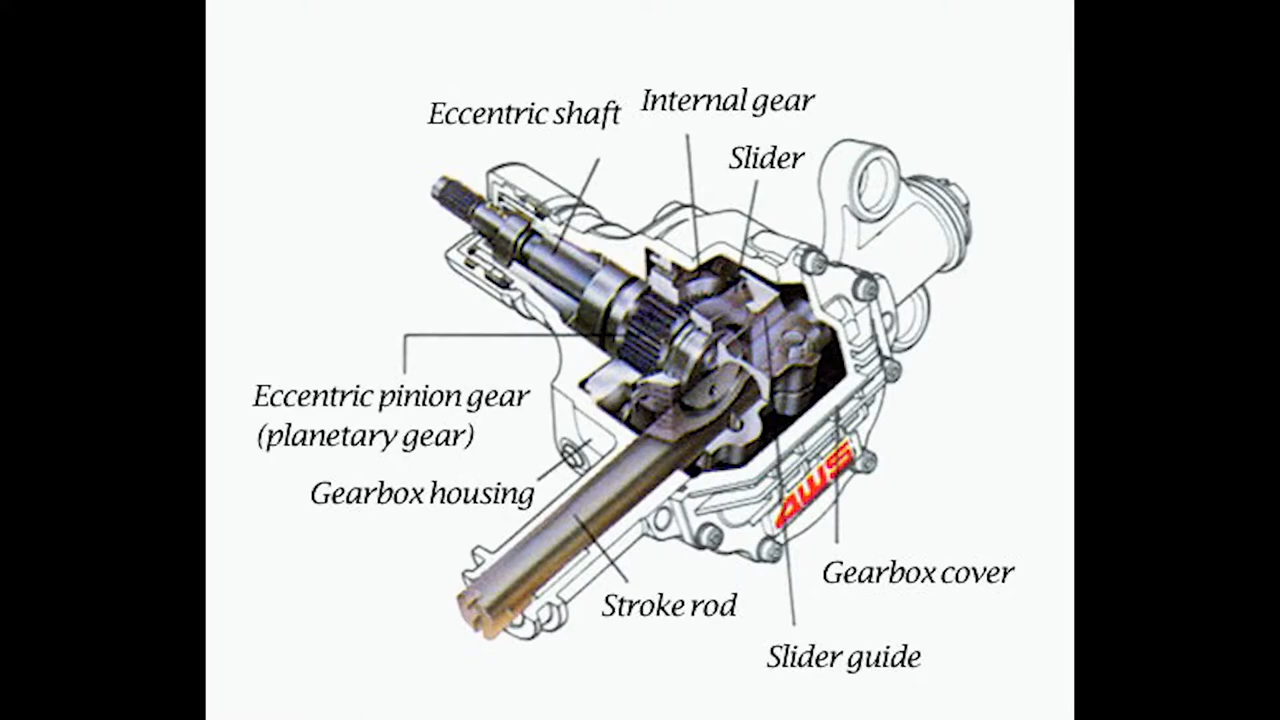 Eccentric shaft
Internal gear
Slider
Eccentric pinion gear
(planetary gear)
Gearbox housing
4WS
Gearbox cover
Stroke rod
Slider guide